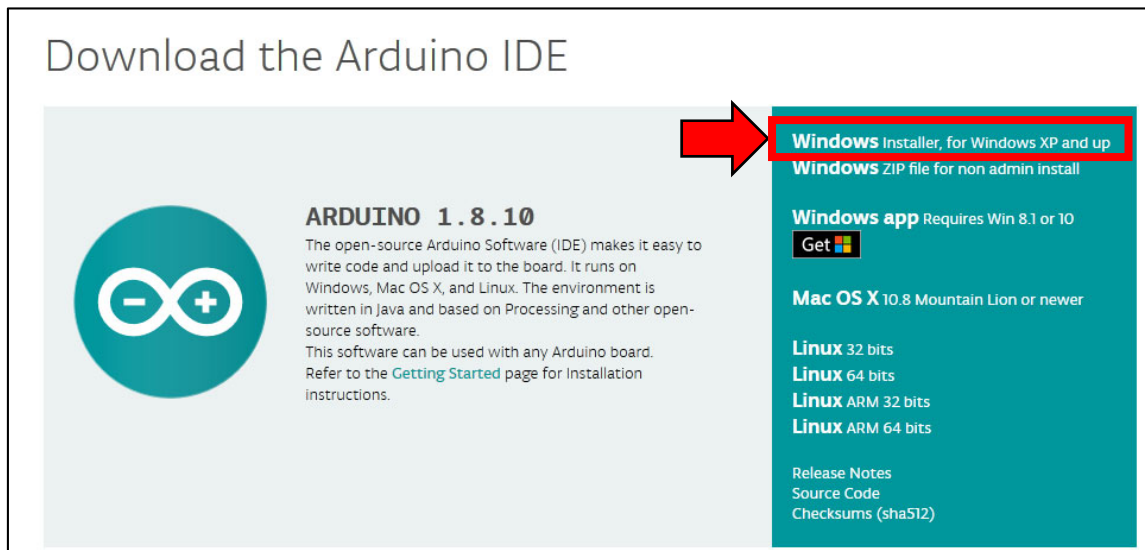 Download the Arduino IDE
ARDUINO 1.8.10
The open-source Arduino Software (IDE) makes it easy to
write code and upload it to the board. It runs on
Windows, Mac OS X, and Linux. The environment is
written in Java and based on Processing and other open-
source software.
This software can be used with any Arduino board.
Refer to the Getting Started page for Installation
instructions.
Windows Installer, for Windows XP and up
Windows ZIP file for non admin install
Windows app Requires Win 8.1 or 10
Get
Mac OS X 10.8 Mountain Lion or newer
Linux 32 bits
Linux 64 bits
Linux ARM 32 bits
Linux ARM 64 bits
Release Notes
Source Code
Checksums (sha512)